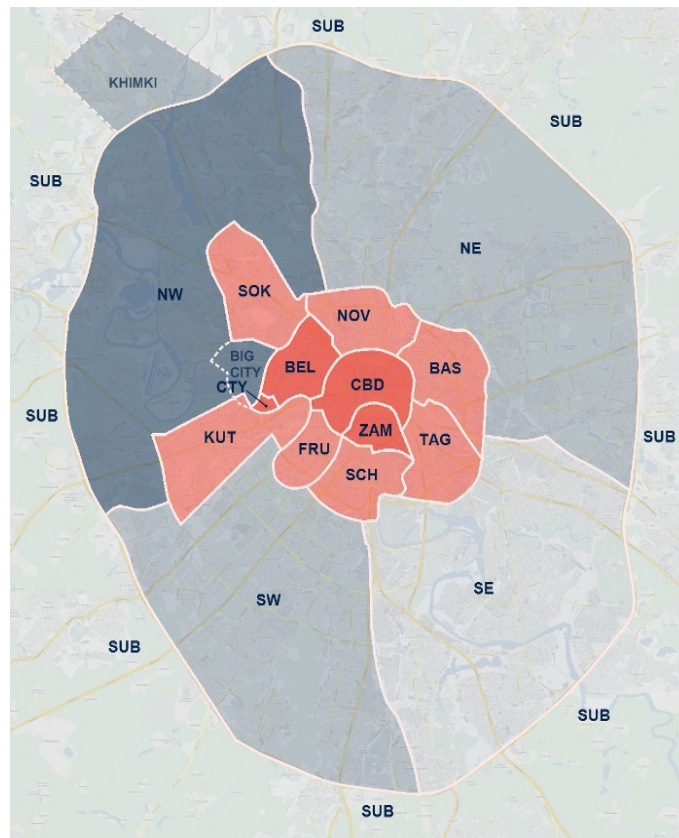 SUB
KHIMKI
SUB
SUB
NE
NW
SOK
NOV
BIG
CITY
BEL
BAS
CBD
CTY
SUB
ZAM
KUT
TAG
SUB
FRU
SCH
SE
SW
SUB
SUB
SUB